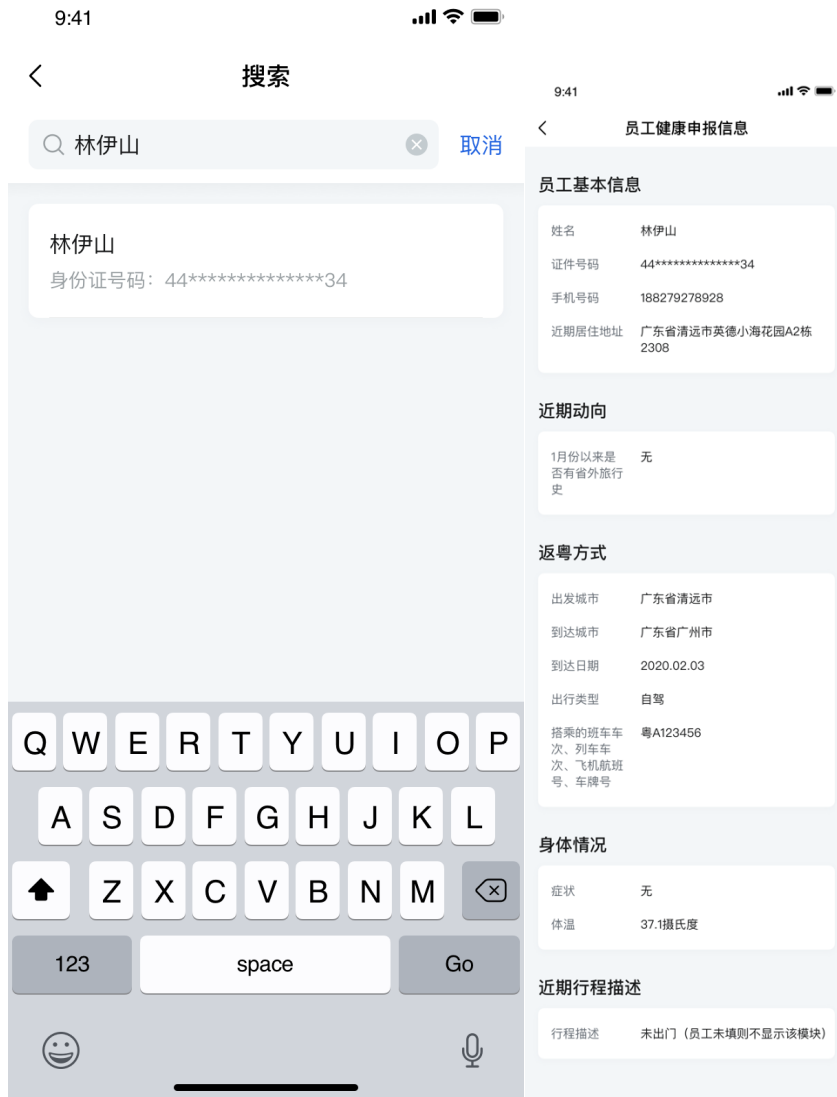 9:41
搜索
林伊山
取消
林伊山
身份证号码：44**************34
Q W E R T Y U I O P
A S D F G H J K L
Z X C V B N M
123 space Go
9:41
员工健康申报信息
员工基本信息
姓名 林伊山
证件号码 44**************34
手机号码 188279278928
近期居住地址 广东省清远市英德小海花园A2栋
2308
近期动向
1月份以来是 无
否有省外旅行
史
返粤方式
出发城市 广东省清远市
到达城市 广东省广州市
到达日期 2020.02.03
出行类型 自驾
搭乘的班车车 粤A123456
次、列车车
次、飞机航班
号、车牌号
身体情况
症状 无
体温 37.1摄氏度
近期行程描述
行程描述 未出门（员工未填则不显示该模块）